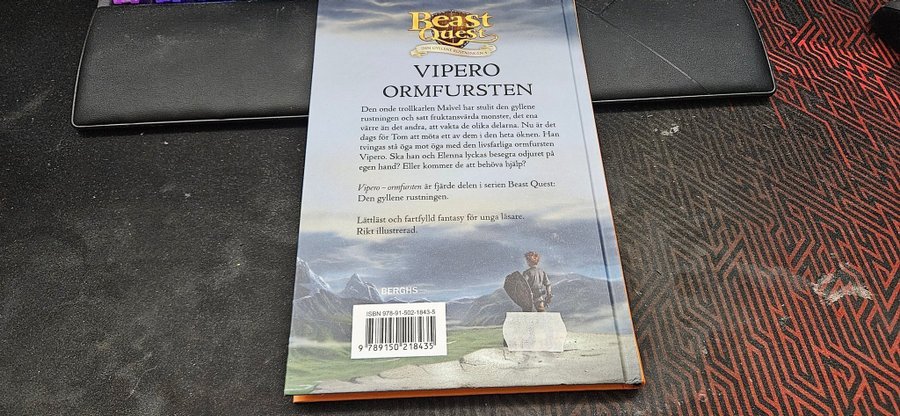 Beast
Quest
DEN GYLLENE RUSTNINGEN
VIPERO
ORMFURSTEN
Den onde trollkarlen Malvel har stulit den gyllene
rustningen och satt fruktansvärda monster, det ena
värre än det andra, att vakta de olika delarna. Nu är det
dags för Tom att möta ett av dem i den heta öknen. Han
tvingas stå öga mot öga med den livsfarliga ormfursten
Vipero. Ska han och Elenna lyckas besegra odjuret på
egen hand? Eller kommer de att behöva hjälp?
Vipero – ormfursten är fjärde delen i serien Beast Quest:
Den gyllene rustningen.
Lättläst och fartfylld fantasy för unga läsare.
Rikt illustrerad.
BERGHS
ISBN 978-91-502-1843-5
9 789150 218435